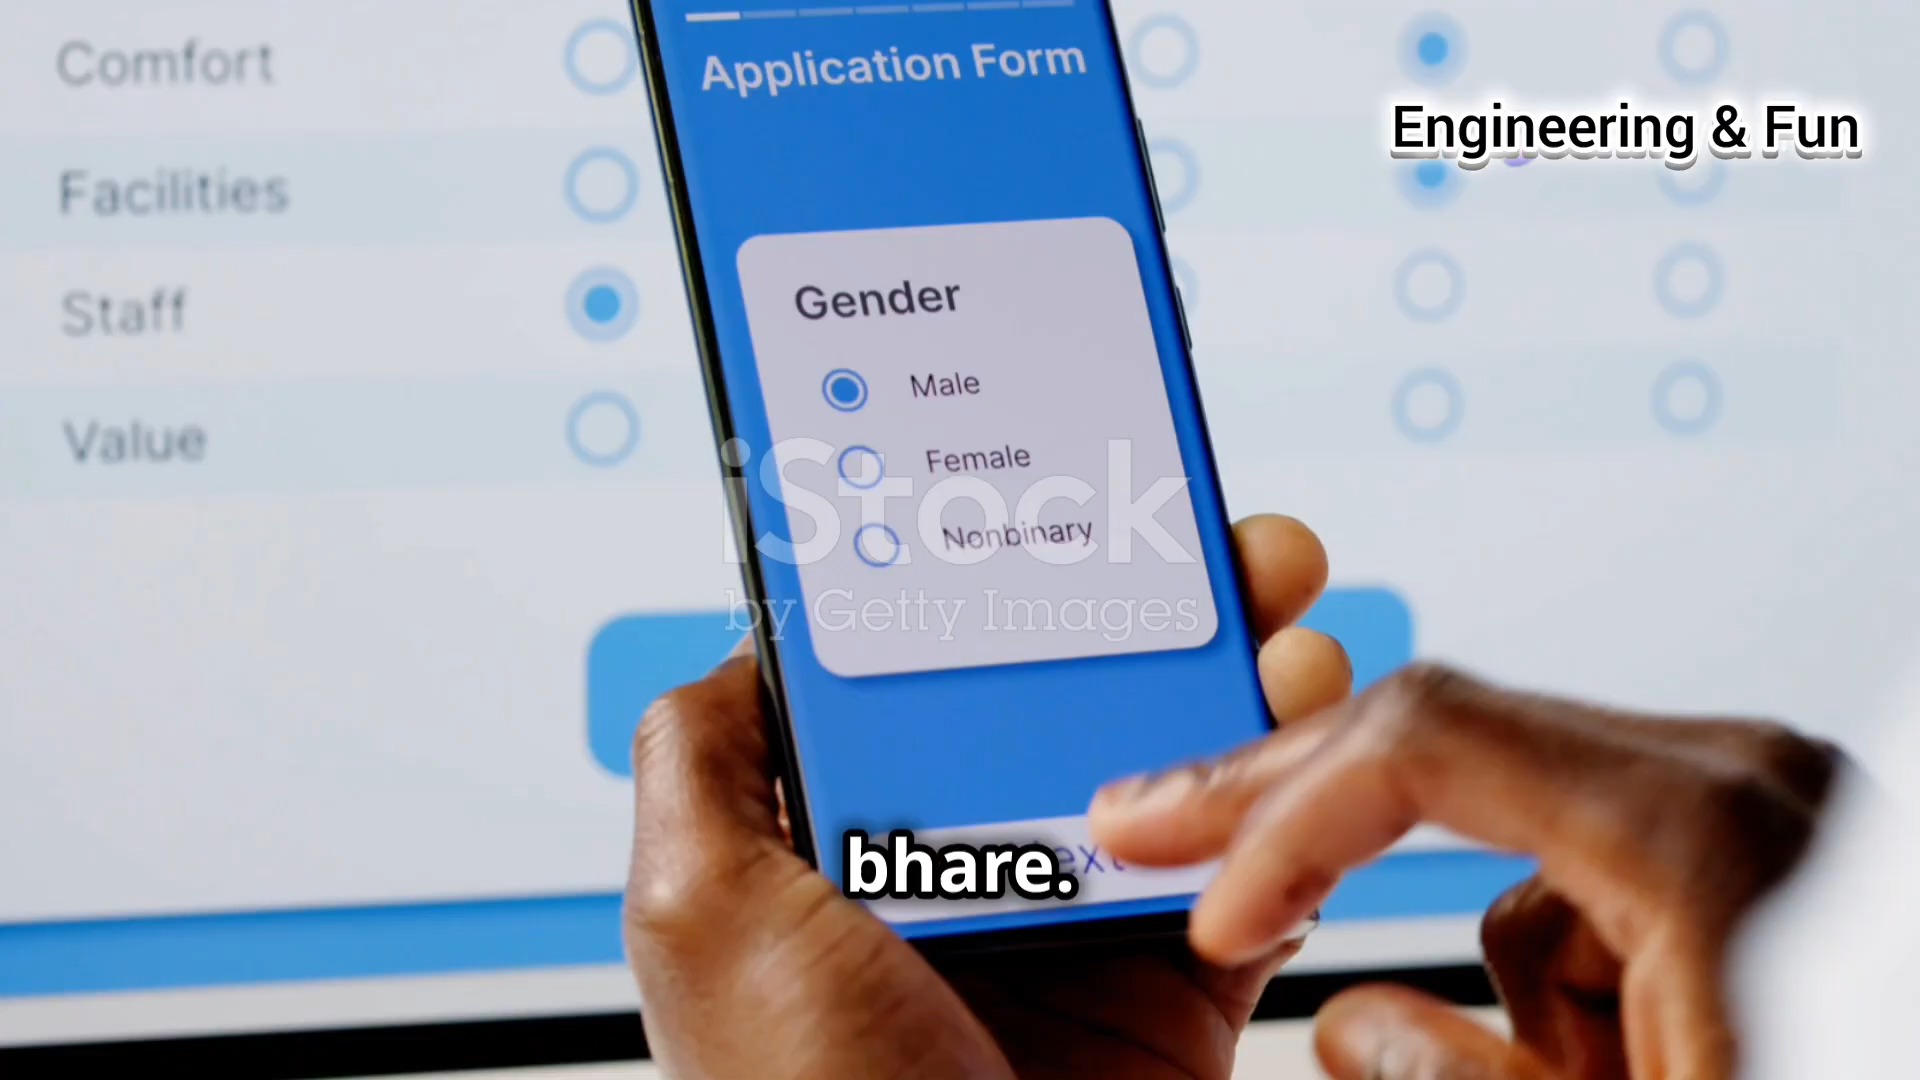 Comfort
Facilities
Staff
Value
Application Form
Gender
Male
Female
Nonbinary
iStock
by Getty Images
Engineering & Fun
bhare.